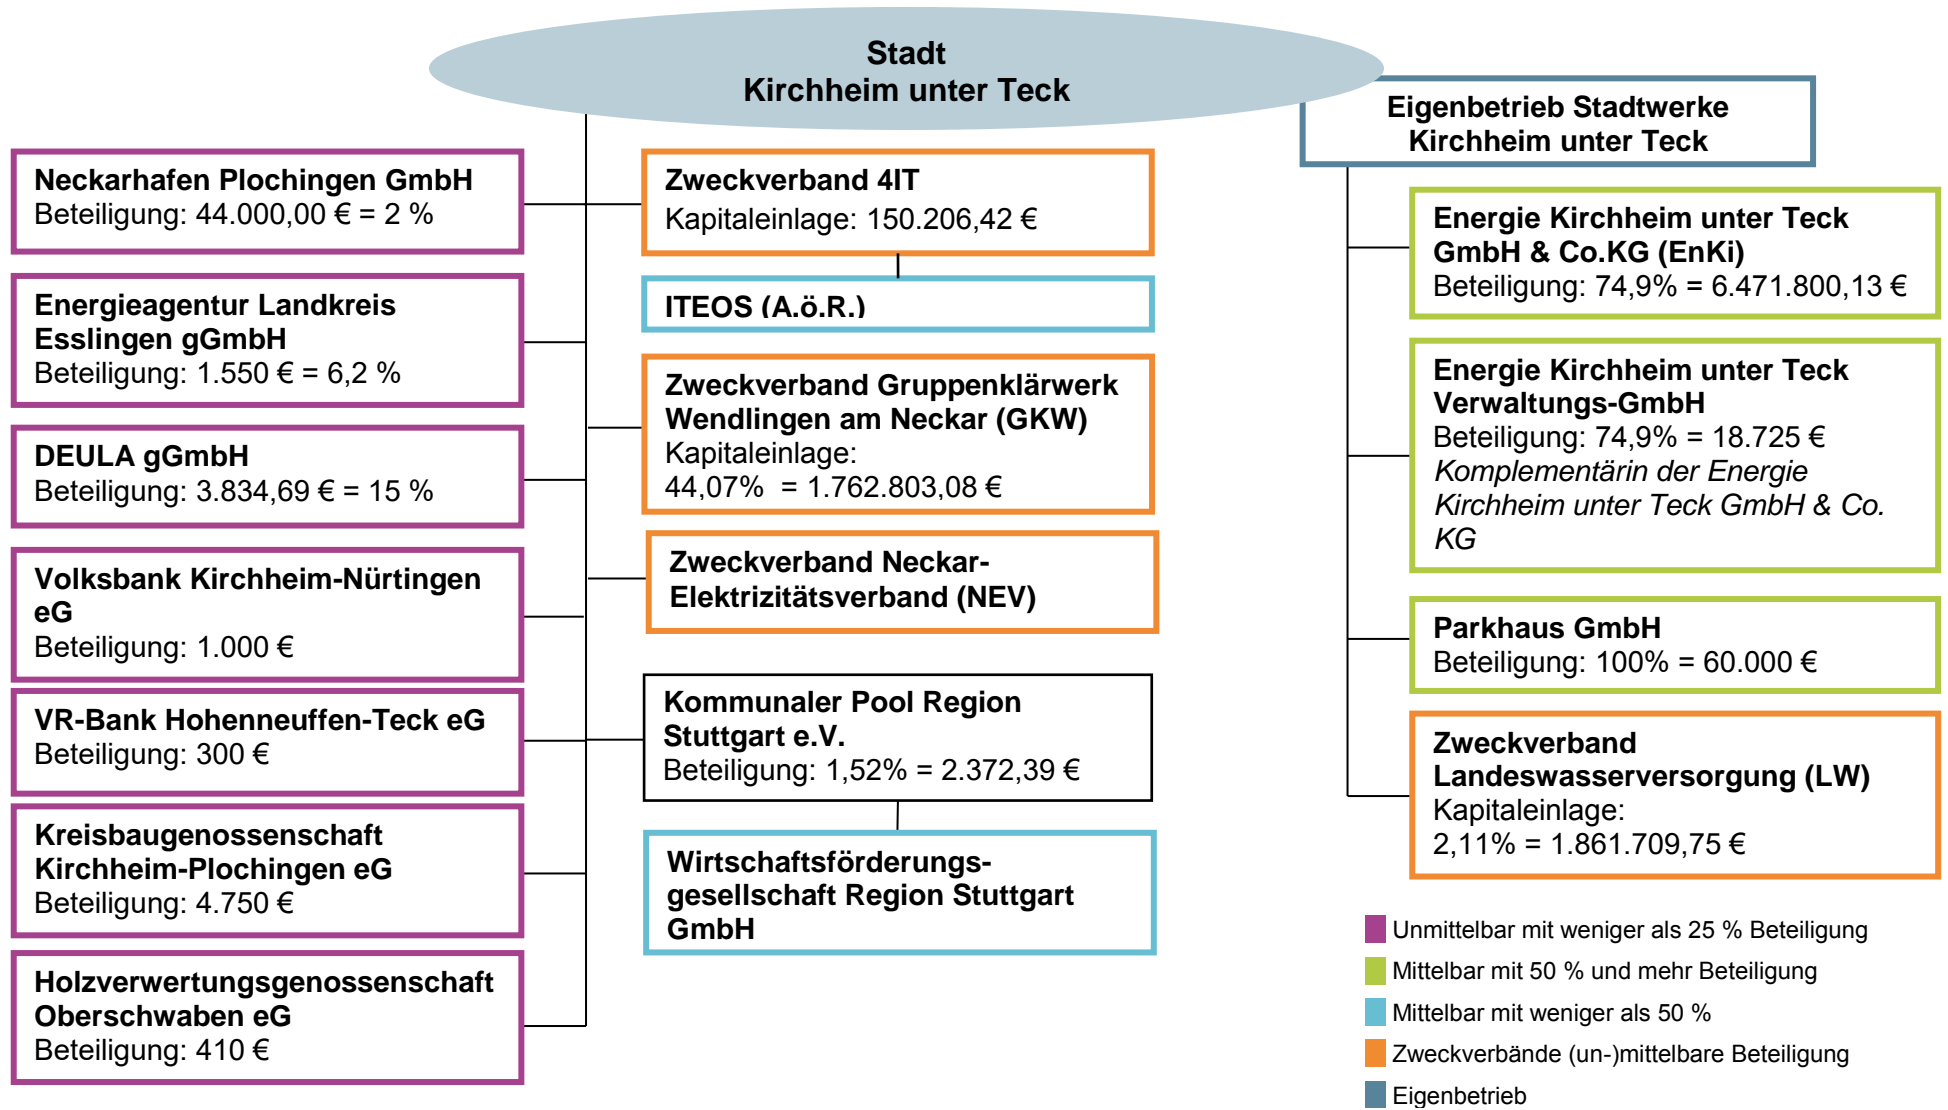 Stadt
Kirchheim unter Teck
Eigenbetrieb Stadtwerke
Kirchheim unter Teck
Neckarhafen Plochingen GmbH
Beteiligung: 44.000,00 € = 2 %
Energieagentur Landkreis
Esslingen gGmbH
Beteiligung: 1.550 € = 6,2 %
DEULA gGmbH
Beteiligung: 3.834,69 € = 15 %
Volksbank Kirchheim-Nürtingen
eG
Beteiligung: 1.000 €
VR-Bank Hohenneuffen-Teck eG
Beteiligung: 300 €
Kreisbaugenossenschaft
Kirchheim-Plochingen eG
Beteiligung: 4.750 €
Holzverwertungsgenossenschaft
Oberschwaben eG
Beteiligung: 410 €
Zweckverband 4IT
Kapitaleinlage: 150.206,42 €
ITEOS (A.ö.R.)
Zweckverband Gruppenklärwerk
Wendlingen am Neckar (GKW)
Kapitaleinlage:
44,07% = 1.762.803,08 €
Zweckverband Neckar-
Elektrizitätsverband (NEV)
Kommunaler Pool Region
Stuttgart e.V.
Beteiligung: 1,52% = 2.372,39 €
Wirtschaftsförderungs-
gesellschaft Region Stuttgart
GmbH
Energie Kirchheim unter Teck
GmbH & Co.KG (EnKi)
Beteiligung: 74,9% = 6.471.800,13 €
Energie Kirchheim unter Teck
Verwaltungs-GmbH
Beteiligung: 74,9% = 18.725 €
Komplementärin der Energie
Kirchheim unter Teck GmbH & Co.
KG
Parkhaus GmbH
Beteiligung: 100% = 60.000 €
Zweckverband
Landeswasserversorgung (LW)
Kapitaleinlage:
2,11% = 1.861.709,75 €
Unmittelbar mit weniger als 25 % Beteiligung
Mittelbar mit 50 % und mehr Beteiligung
Mittelbar mit weniger als 50 %
Zweckverbände (un-)mittelbare Beteiligung
Eigenbetrieb